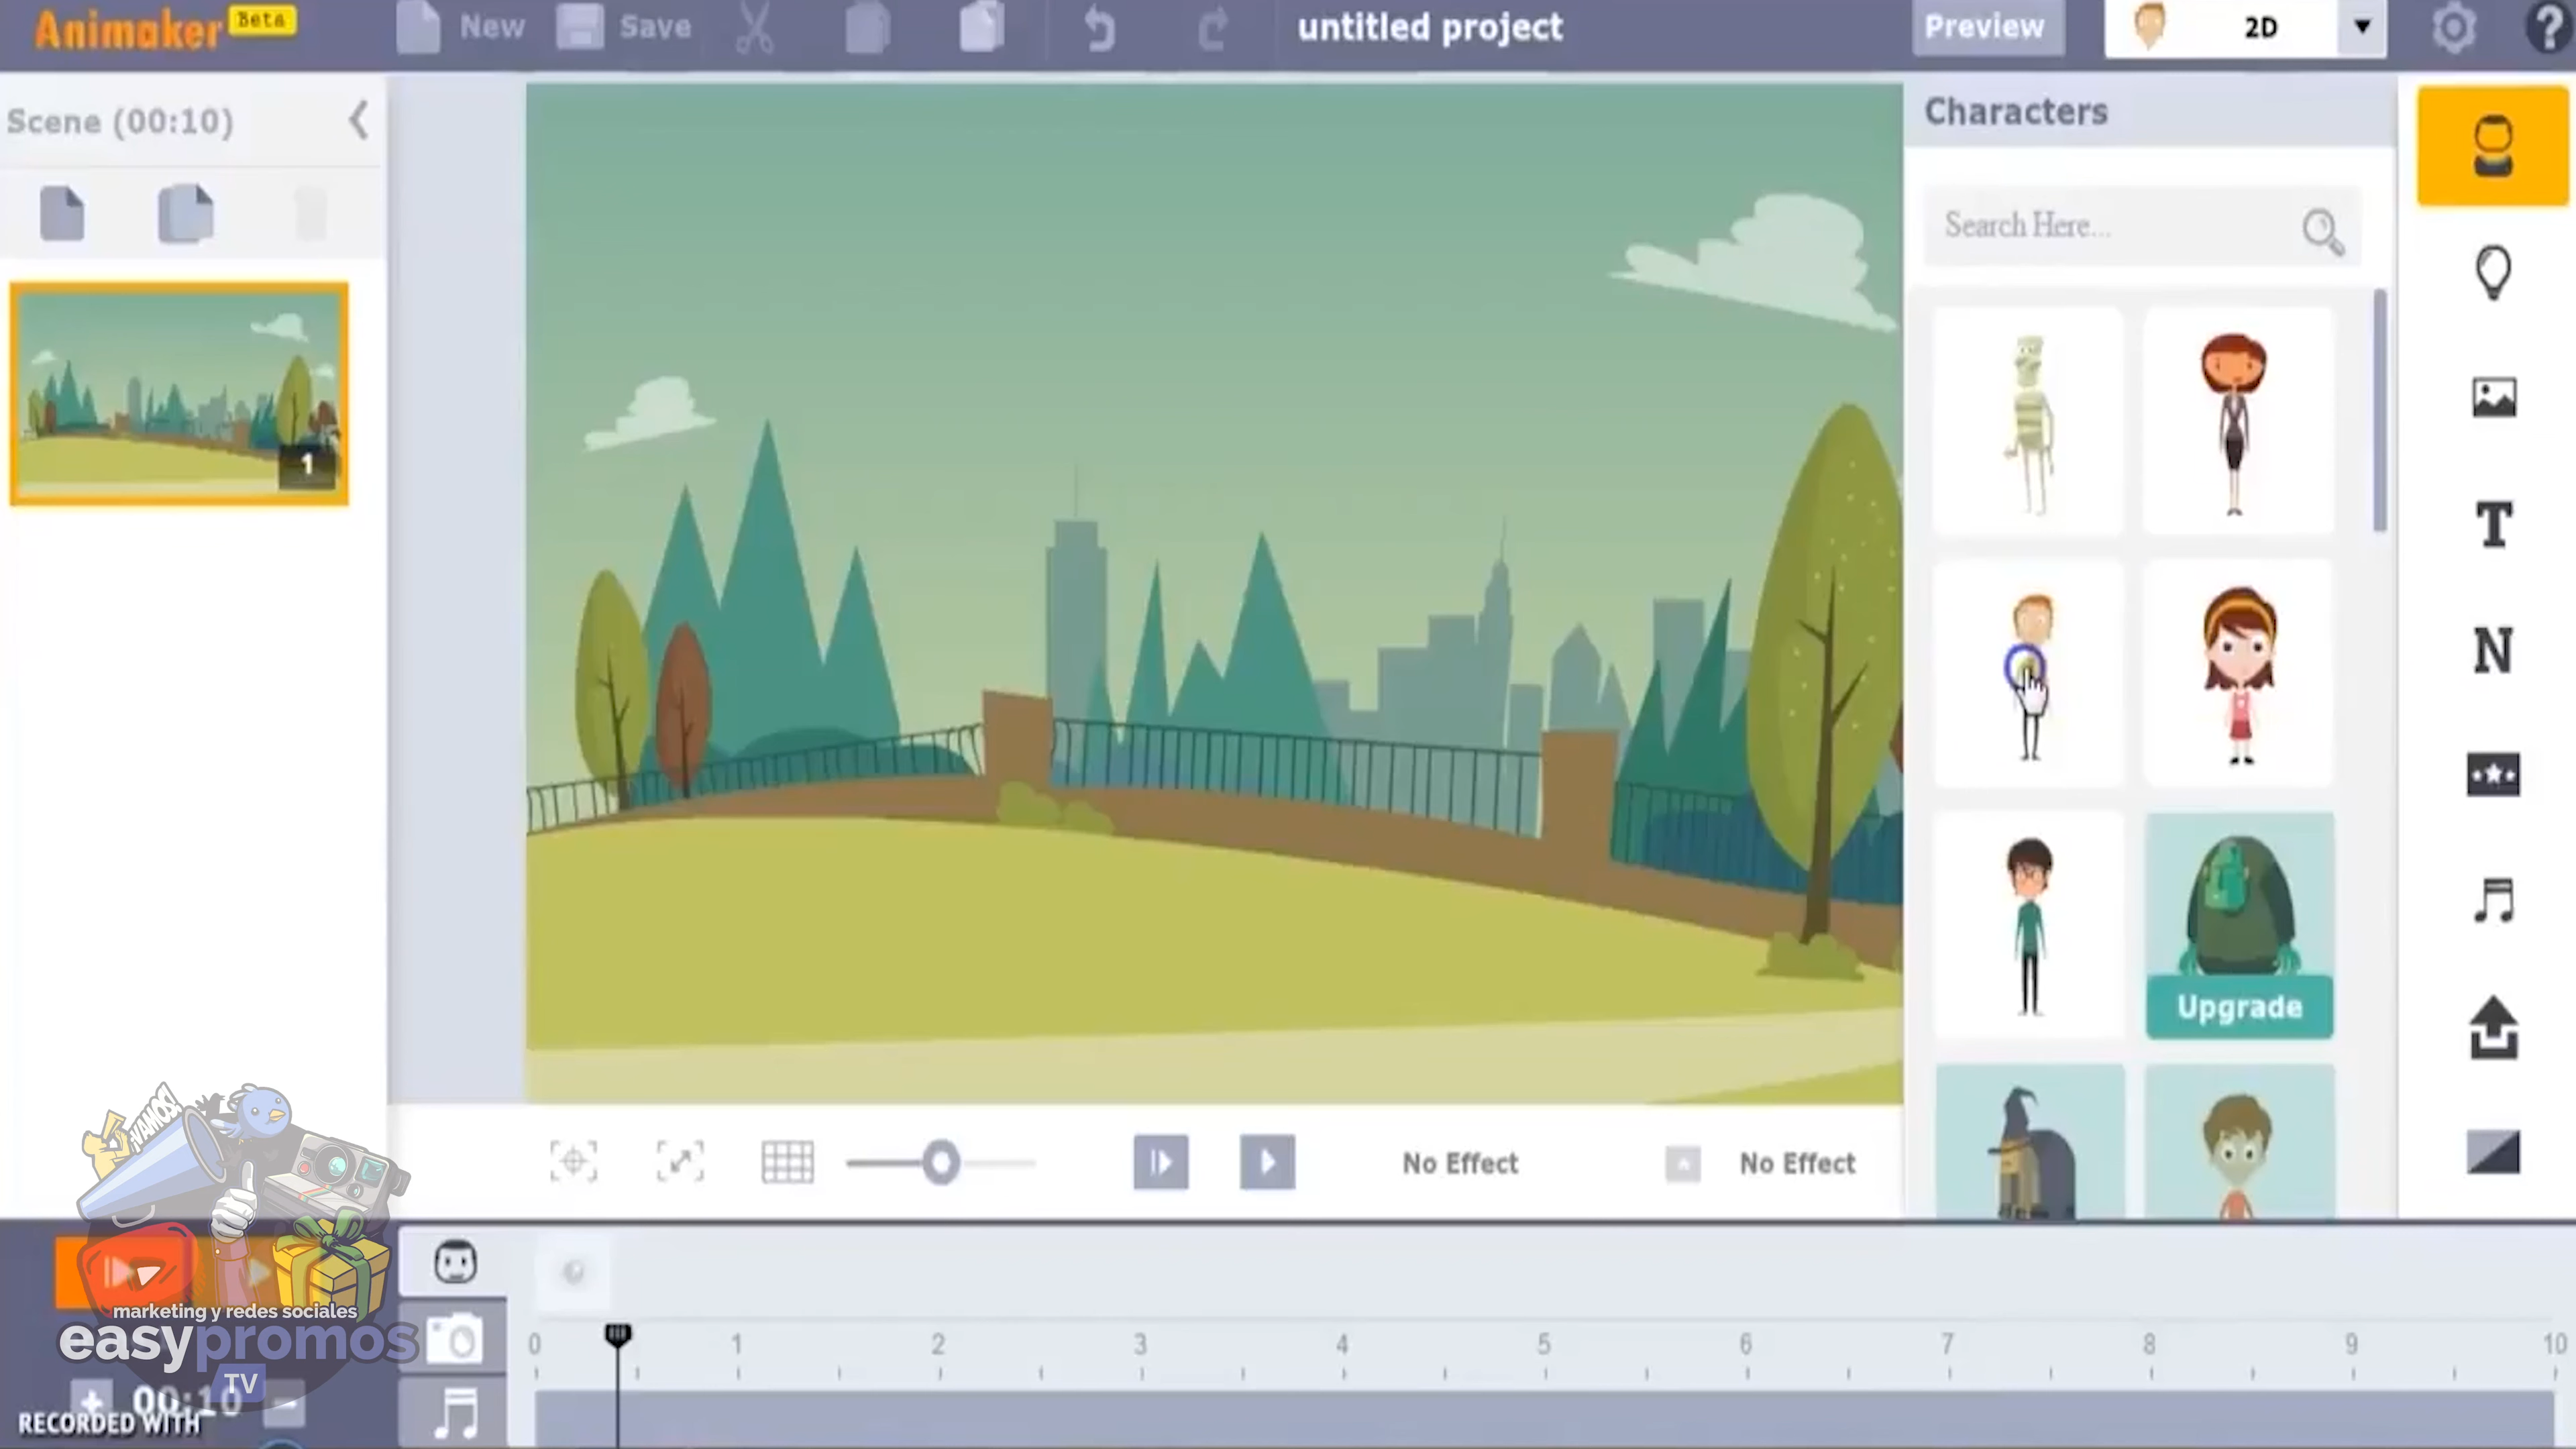 Animaker Beta
New
Save
untitled project
Preview
2D
?
Scene (00:10)
Characters
Search Here...
1
T
N
Upgrade
No Effect
No Effect
¡VAMOS!
marketing y redes sociales
easypromos
TV
00:10
RECORDED WITH
0 1 2 3 4 5 6 7 8 9 10